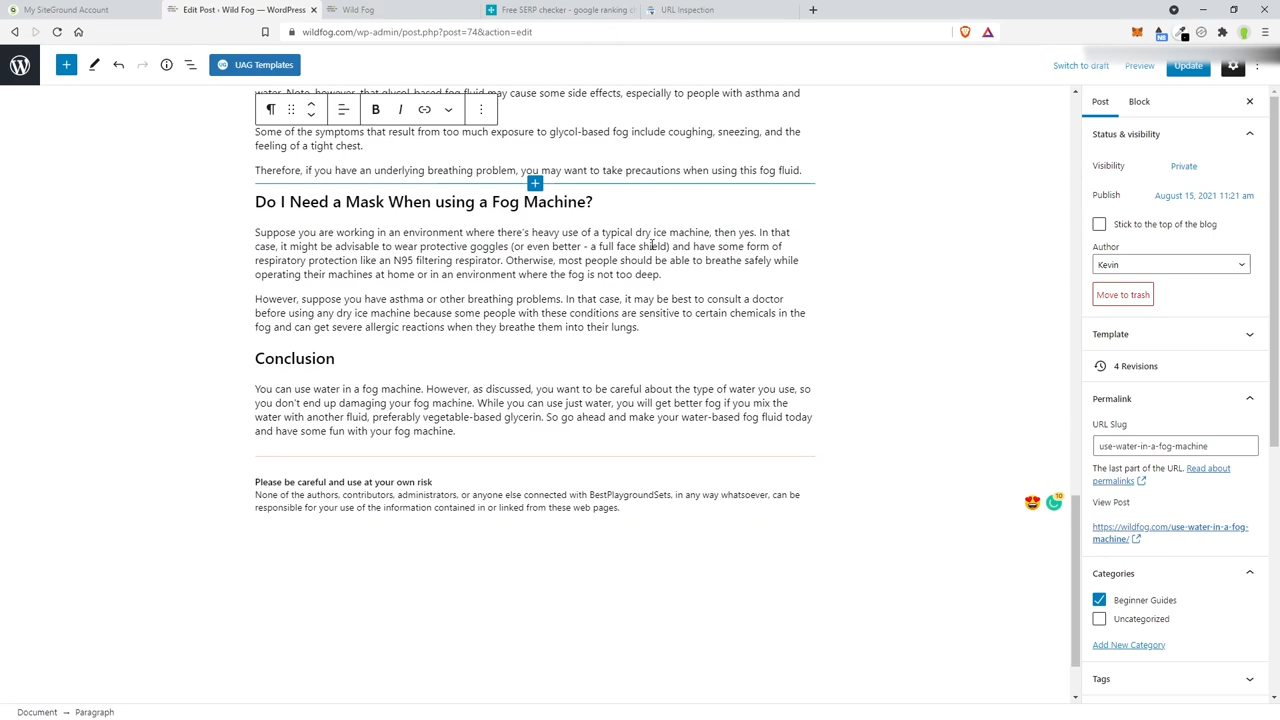 My SiteGround Account
Edit Post ‹ Wild Fog — WordPress
Wild Fog
Free SERP checker - google ranking c
URL Inspection
wildfog.com/wp-admin/post.php?post=74&action=edit
UAG Templates
Switch to draft
Preview
Update
water. Note, however, that glycol-based fog fluid may cause some side effects, especially to people with asthma and
Some of the symptoms that result from too much exposure to glycol-based fog include coughing, sneezing, and the
feeling of a tight chest.
Therefore, if you have an underlying breathing problem, you may want to take precautions when using this fog fluid.
Do I Need a Mask When using a Fog Machine?
Suppose you are working in an environment where there's heavy use of a typical dry ice machine, then yes. In that
case, it might be advisable to wear protective goggles (or even better - a full face shield) and have some form of
respiratory protection like an N95 filtering respirator. Otherwise, most people should be able to breathe safely while
operating their machines at home or in an environment where the fog is not too deep.
However, suppose you have asthma or other breathing problems. In that case, it may be best to consult a doctor
before using any dry ice machine because some people with these conditions are sensitive to certain chemicals in the
fog and can get severe allergic reactions when they breathe them into their lungs.
Conclusion
You can use water in a fog machine. However, as discussed, you want to be careful about the type of water you use, so
you don't end up damaging your fog machine. While you can use just water, you will get better fog if you mix the
water with another fluid, preferably vegetable-based glycerin. So go ahead and make your water-based fog fluid today
and have some fun with your fog machine.
Please be careful and use at your own risk
None of the authors, contributors, administrators, or anyone else connected with BestPlaygroundSets, in any way whatsoever, can be
responsible for your use of the information contained in or linked from these web pages.
10
Post
Block
Status & visibility
Visibility
Private
Publish
August 15, 2021 11:21 am
Stick to the top of the blog
Author
Kevin
Move to trash
Template
4 Revisions
Permalink
URL Slug
use-water-in-a-fog-machine
The last part of the URL. Read about
permalinks
View Post
https://wildfog.com/use-water-in-a-fog-
machine/
Categories
Beginner Guides
Uncategorized
Add New Category
Tags
Document → Paragraph